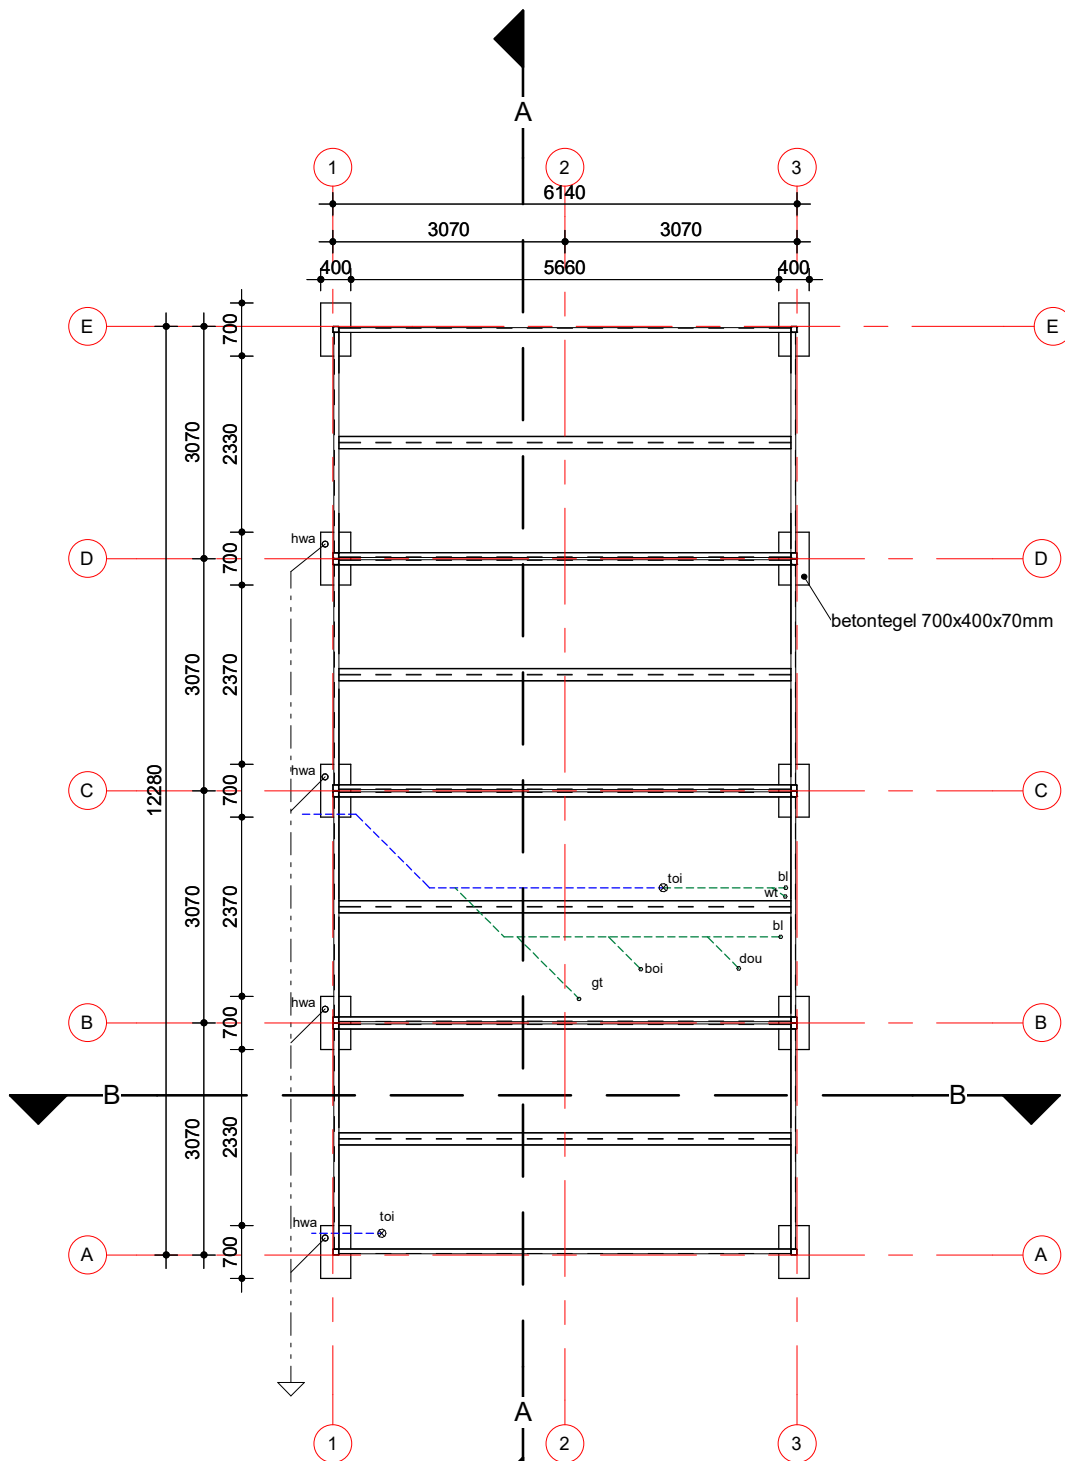 A
1 2 3
6140
3070 3070
400 5660 400
E E
700
3070 2330
hwa
D D
700
betontegel 700x400x70mm
3070 2370
hwa
C C
700
12280
toi bl
wt
3070 2370
bl
gt boi dou
hwa
B B
700
B B
3070 2330
hwa toi
A A
700
A
1 2 3